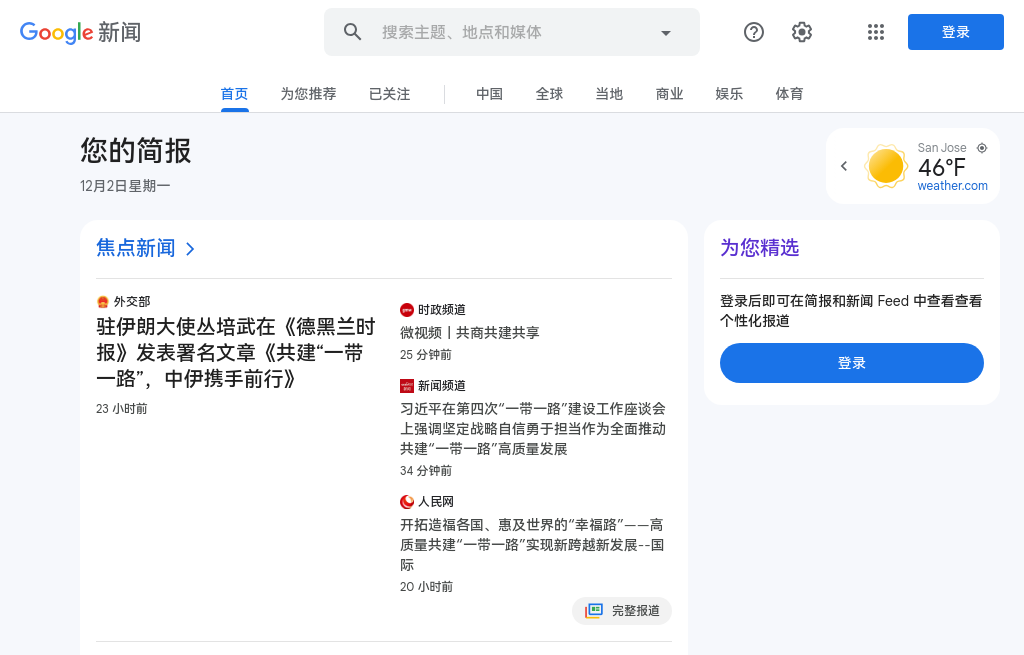 Google 新闻
搜索主题、地点和媒体
登录
首页
为您推荐
已关注
中国
全球
当地
商业
娱乐
体育
您的简报
12月2日星期一
San Jose
46°F
weather.com
焦点新闻
外交部
驻伊朗大使丛培武在《德黑兰时
报》发表署名文章《共建“一带
一路”，中伊携手前行》
23 小时前
时政频道
微视频丨共商共建共享
25 分钟前
新闻频道
习近平在第四次“一带一路”建设工作座谈会
上强调坚定战略自信勇于担当作为全面推动
共建“一带一路”高质量发展
34 分钟前
人民网
开拓造福各国、惠及世界的“幸福路”——高
质量共建“一带一路”实现新跨越新发展--国
际
20 小时前
完整报道
为您精选
登录后即可在简报和新闻 Feed 中查看查看
个性化报道
登录